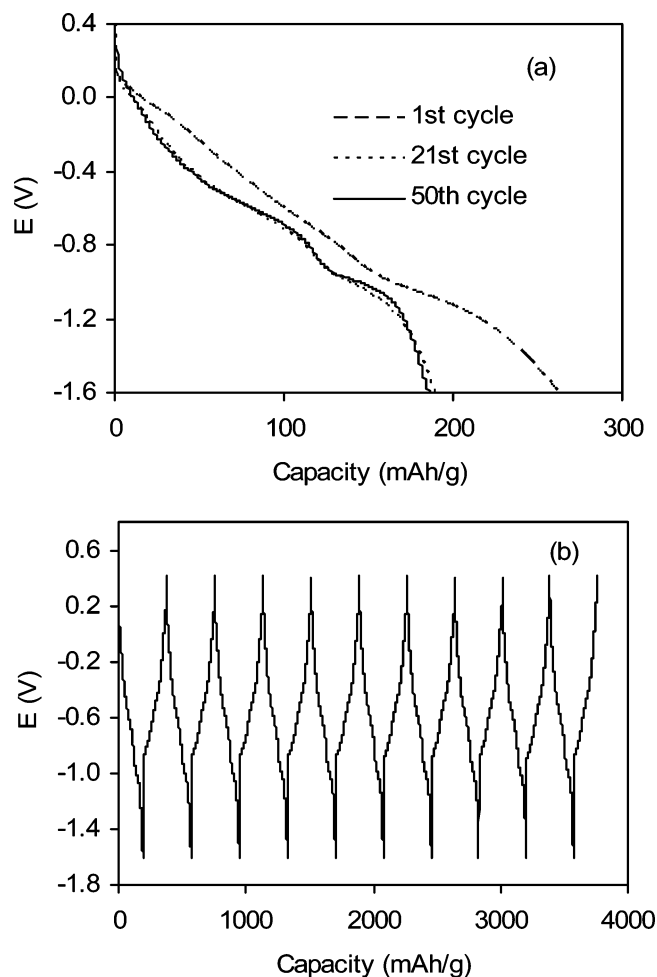 0.4
0.0
-0.4
-0.8
-1.2
-1.6
E (V)
(a)
1st cycle
21st cycle
50th cycle
0 100 200 300
Capacity (mAh/g)
0.6
0.2
-0.2
-0.6
-1.0
-1.4
-1.8
E (V)
(b)
0 1000 2000 3000 4000
Capacity (mAh/g)